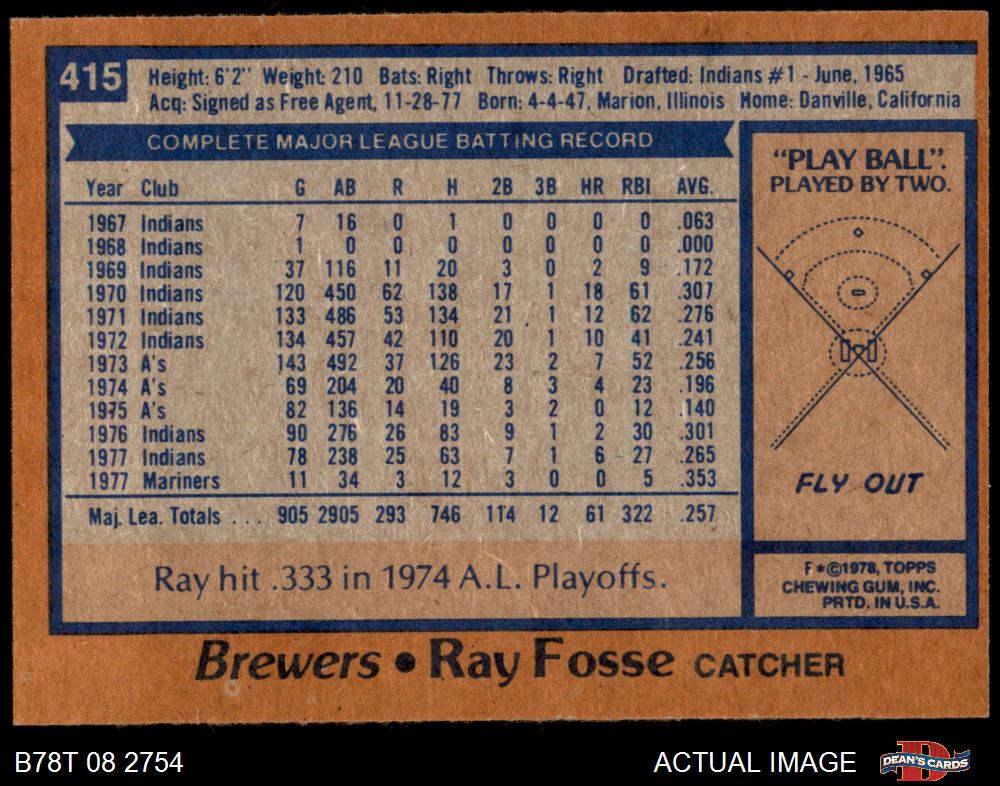 415
Height: 6'2" Weight: 210 Bats: Right Throws: Right Drafted: Indians #1 - June, 1965
Acq: Signed as Free Agent, 11-28-77 Born: 4-4-47, Marion, Illinois Home: Danville, California
COMPLETE MAJOR LEAGUE BATTING RECORD
Year Club G AB R H 2B 3B HR RBI AVG.
1967 Indians 7 16 0 1 0 0 0 0 .063
1968 Indians 1 0 0 0 0 0 0 0 .000
1969 Indians 37 116 11 20 3 0 2 9 .172
1970 Indians 120 450 62 138 17 1 18 61 .307
1971 Indians 133 486 53 134 21 1 12 62 .276
1972 Indians 134 457 42 110 20 1 10 41 .241
1973 A's 143 492 37 126 23 2 7 52 .256
1974 A's 69 204 20 40 8 3 4 23 .196
1975 A's 82 136 14 19 3 2 0 12 .140
1976 Indians 90 276 26 83 9 1 2 30 .301
1977 Indians 78 238 25 63 7 1 6 27 .265
1977 Mariners 11 34 3 12 3 0 0 5 .353
Maj. Lea. Totals . . . 905 2905 293 746 114 12 61 322 .257
Ray hit .333 in 1974 A.L. Playoffs.
"PLAY BALL".
PLAYED BY TWO.
FLY OUT
F*©1978, TOPPS
CHEWING GUM, INC.
PRTD. IN U.S.A.
Brewers • Ray Fosse CATCHER
B78T 08 2754
ACTUAL IMAGE
DEAN'S CARDS